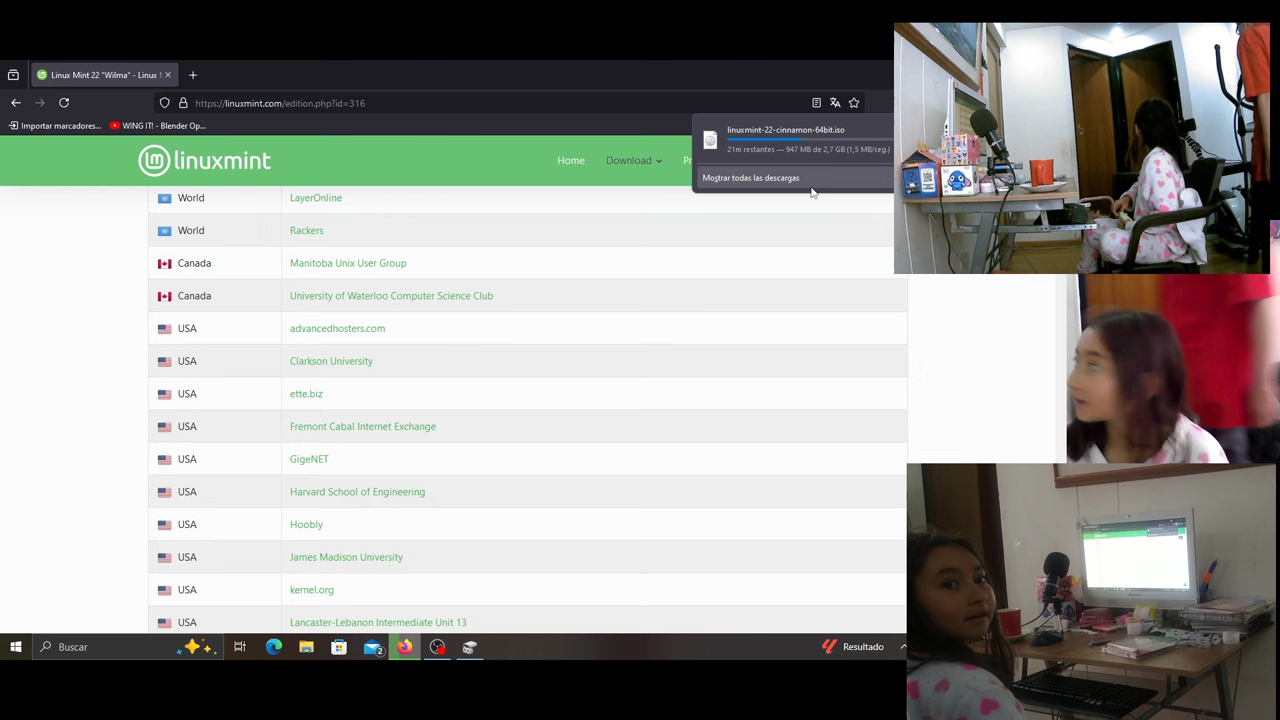 Linux Mint 22 "Wilma" - Linux
https://linuxmint.com/edition.php?id=316
Importar marcadores...
WING IT! - Blender Op...
linuxmint-22-cinnamon-64bit.iso
21m restantes — 947 MB de 2,7 GB (1,5 MB/seg.)
Mostrar todas las descargas
linuxmint
Home
Download
World
LayerOnline
World
Rackers
Canada
Manitoba Unix User Group
Canada
University of Waterloo Computer Science Club
USA
advancedhosters.com
USA
Clarkson University
USA
ette.biz
USA
Fremont Cabal Internet Exchange
USA
GigeNET
USA
Harvard School of Engineering
USA
Hoobly
USA
James Madison University
USA
kernel.org
USA
Lancaster-Lebanon Intermediate Unit 13
Buscar
2
Resultado